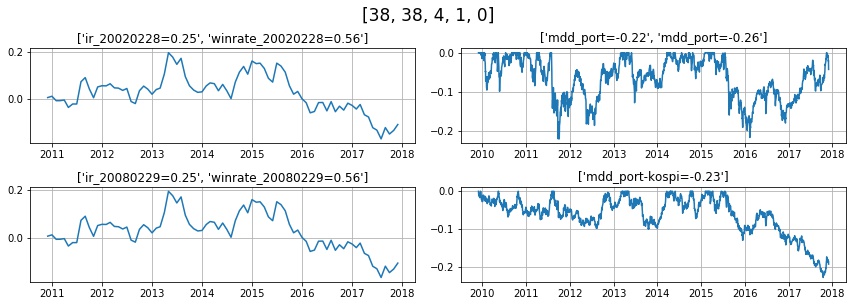 [38, 38, 4, 1, 0]
['ir_20020228=0.25', 'winrate_20020228=0.56']
0.2
0.0
2011 2012 2013 2014 2015 2016 2017 2018
['mdd_port=-0.22', 'mdd_port=-0.26']
0.0
−0.1
−0.2
2010 2011 2012 2013 2014 2015 2016 2017 2018
['ir_20080229=0.25', 'winrate_20080229=0.56']
0.2
0.0
2011 2012 2013 2014 2015 2016 2017 2018
['mdd_port-kospi=-0.23']
0.0
−0.1
−0.2
2010 2011 2012 2013 2014 2015 2016 2017 2018